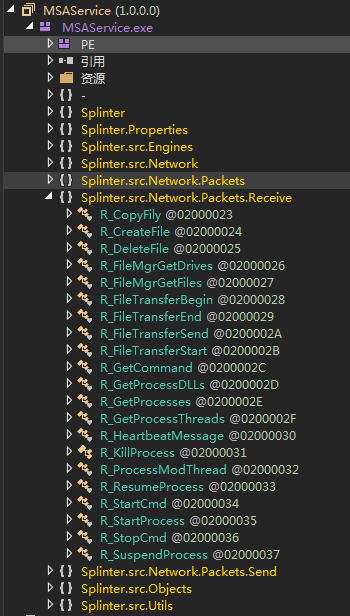 MSAService (1.0.0.0)
MSAService.exe
PE
引用
资源
-
Splinter
Splinter.Properties
Splinter.src.Engines
Splinter.src.Network
Splinter.src.Network.Packets
Splinter.src.Network.Packets.Receive
R_CopyFily @02000023
R_CreateFile @02000024
R_DeleteFile @02000025
R_FileMgrGetDrives @02000026
R_FileMgrGetFiles @02000027
R_FileTransferBegin @02000028
R_FileTransferEnd @02000029
R_FileTransferSend @0200002A
R_FileTransferStart @0200002B
R_GetCommand @0200002C
R_GetProcessDLLs @0200002D
R_GetProcesses @0200002E
R_GetProcessThreads @0200002F
R_HeartbeatMessage @02000030
R_KillProcess @02000031
R_ProcessModThread @02000032
R_ResumeProcess @02000033
R_StartCmd @02000034
R_StartProcess @02000035
R_StopCmd @02000036
R_SuspendProcess @02000037
Splinter.src.Network.Packets.Send
Splinter.src.Objects
Splinter.src.Utils